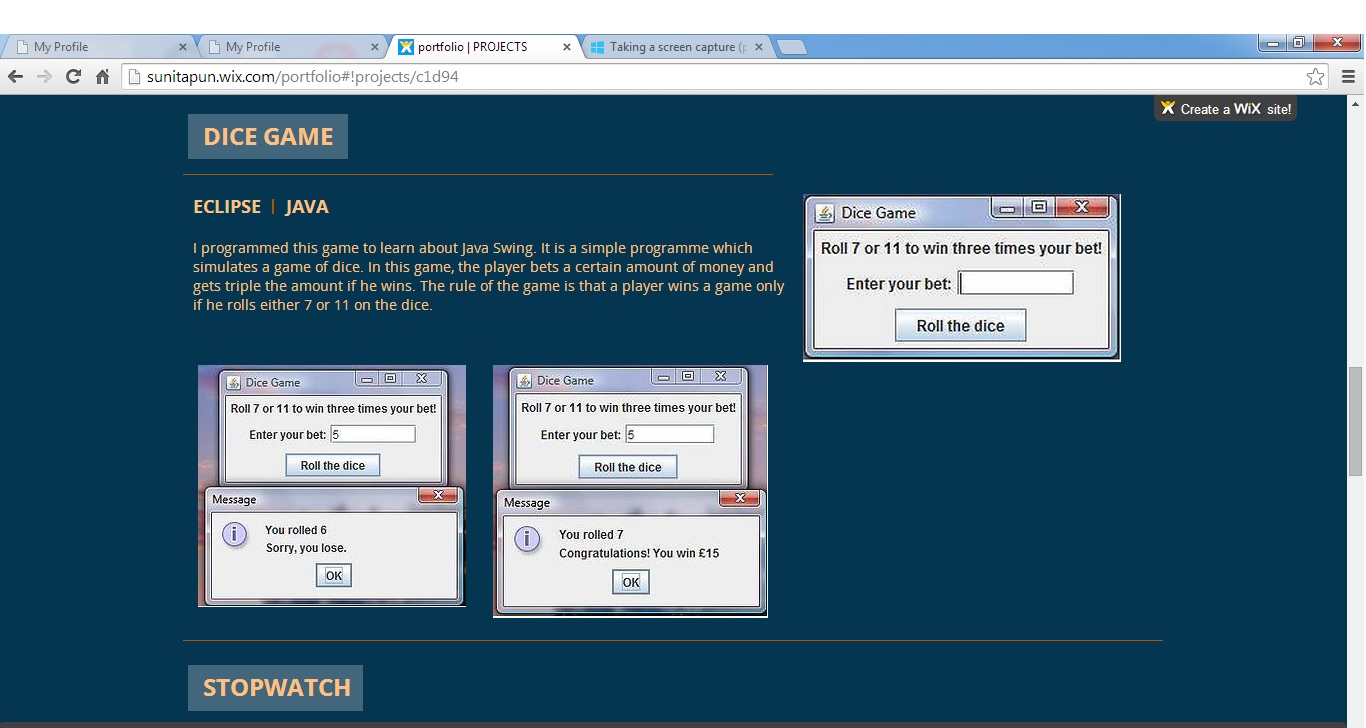 My Profile
My Profile
portfolio | PROJECTS
Taking a screen capture (
sunitapun.wix.com/portfolio#!projects/c1d94
Create a WiX site!
DICE GAME
ECLIPSE | JAVA
I programmed this game to learn about Java Swing. It is a simple programme which
simulates a game of dice. In this game, the player bets a certain amount of money and
gets triple the amount if he wins. The rule of the game is that a player wins a game only
if he rolls either 7 or 11 on the dice.
Dice Game
Roll 7 or 11 to win three times your bet!
Enter your bet:
Roll the dice
Dice Game
Roll 7 or 11 to win three times your bet!
Enter your bet: 5
Roll the dice
Message
You rolled 6
Sorry, you lose.
OK
Dice Game
Roll 7 or 11 to win three times your bet!
Enter your bet: 5
Roll the dice
Message
You rolled 7
Congratulations! You win £15
OK
STOPWATCH